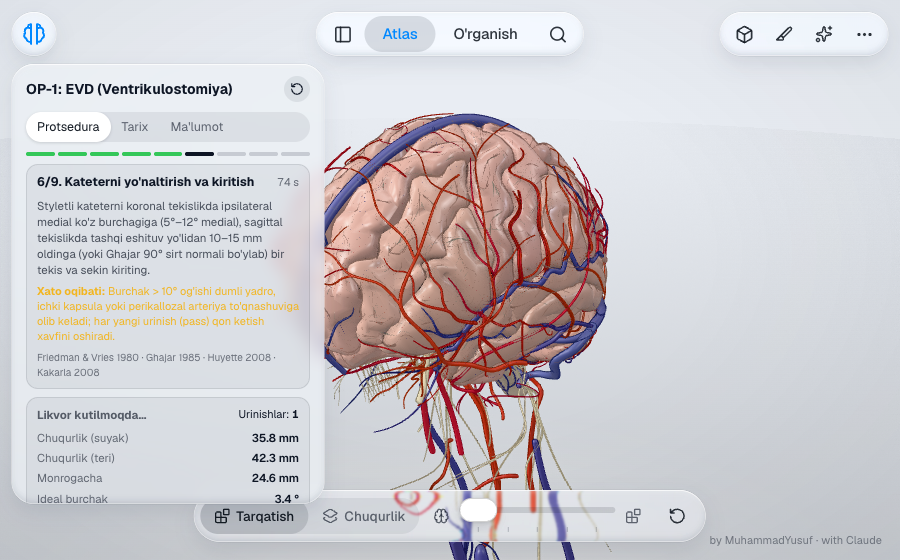 Atlas O'rganish
OP-1: EVD (Ventrikulostomiya)
Protsedura Tarix Ma'lumot
6/9. Kateterni yo'naltirish va kiritish 74 s
Styletli kateterni koronal tekislikda ipsilateral
medial ko'z burchagiga (5°–12° medial), sagittal
tekislikda tashqi eshituv yo'lidan 10–15 mm
oldinga (yoki Ghajar 90° sirt normali bo'ylab) bir
tekis va sekin kiriting.
Xato oqibati: Burchak > 10° og'ishi dumli yadro,
ichki kapsula yoki perikallozal arteriya to'qnashuviga
olib keladi; har yangi urinish (pass) qon ketish
xavfini oshiradi.
Friedman & Vries 1980 · Ghajar 1985 · Huyette 2008 ·
Kakarla 2008
Likvor kutilmoqda... Urinishlar: 1
Chuqurlik (suyak) 35.8 mm
Chuqurlik (teri) 42.3 mm
Monrogacha 24.6 mm
Ideal burchak 3.4 °
Tarqatish Chuqurlik
by MuhammadYusuf · with Claude